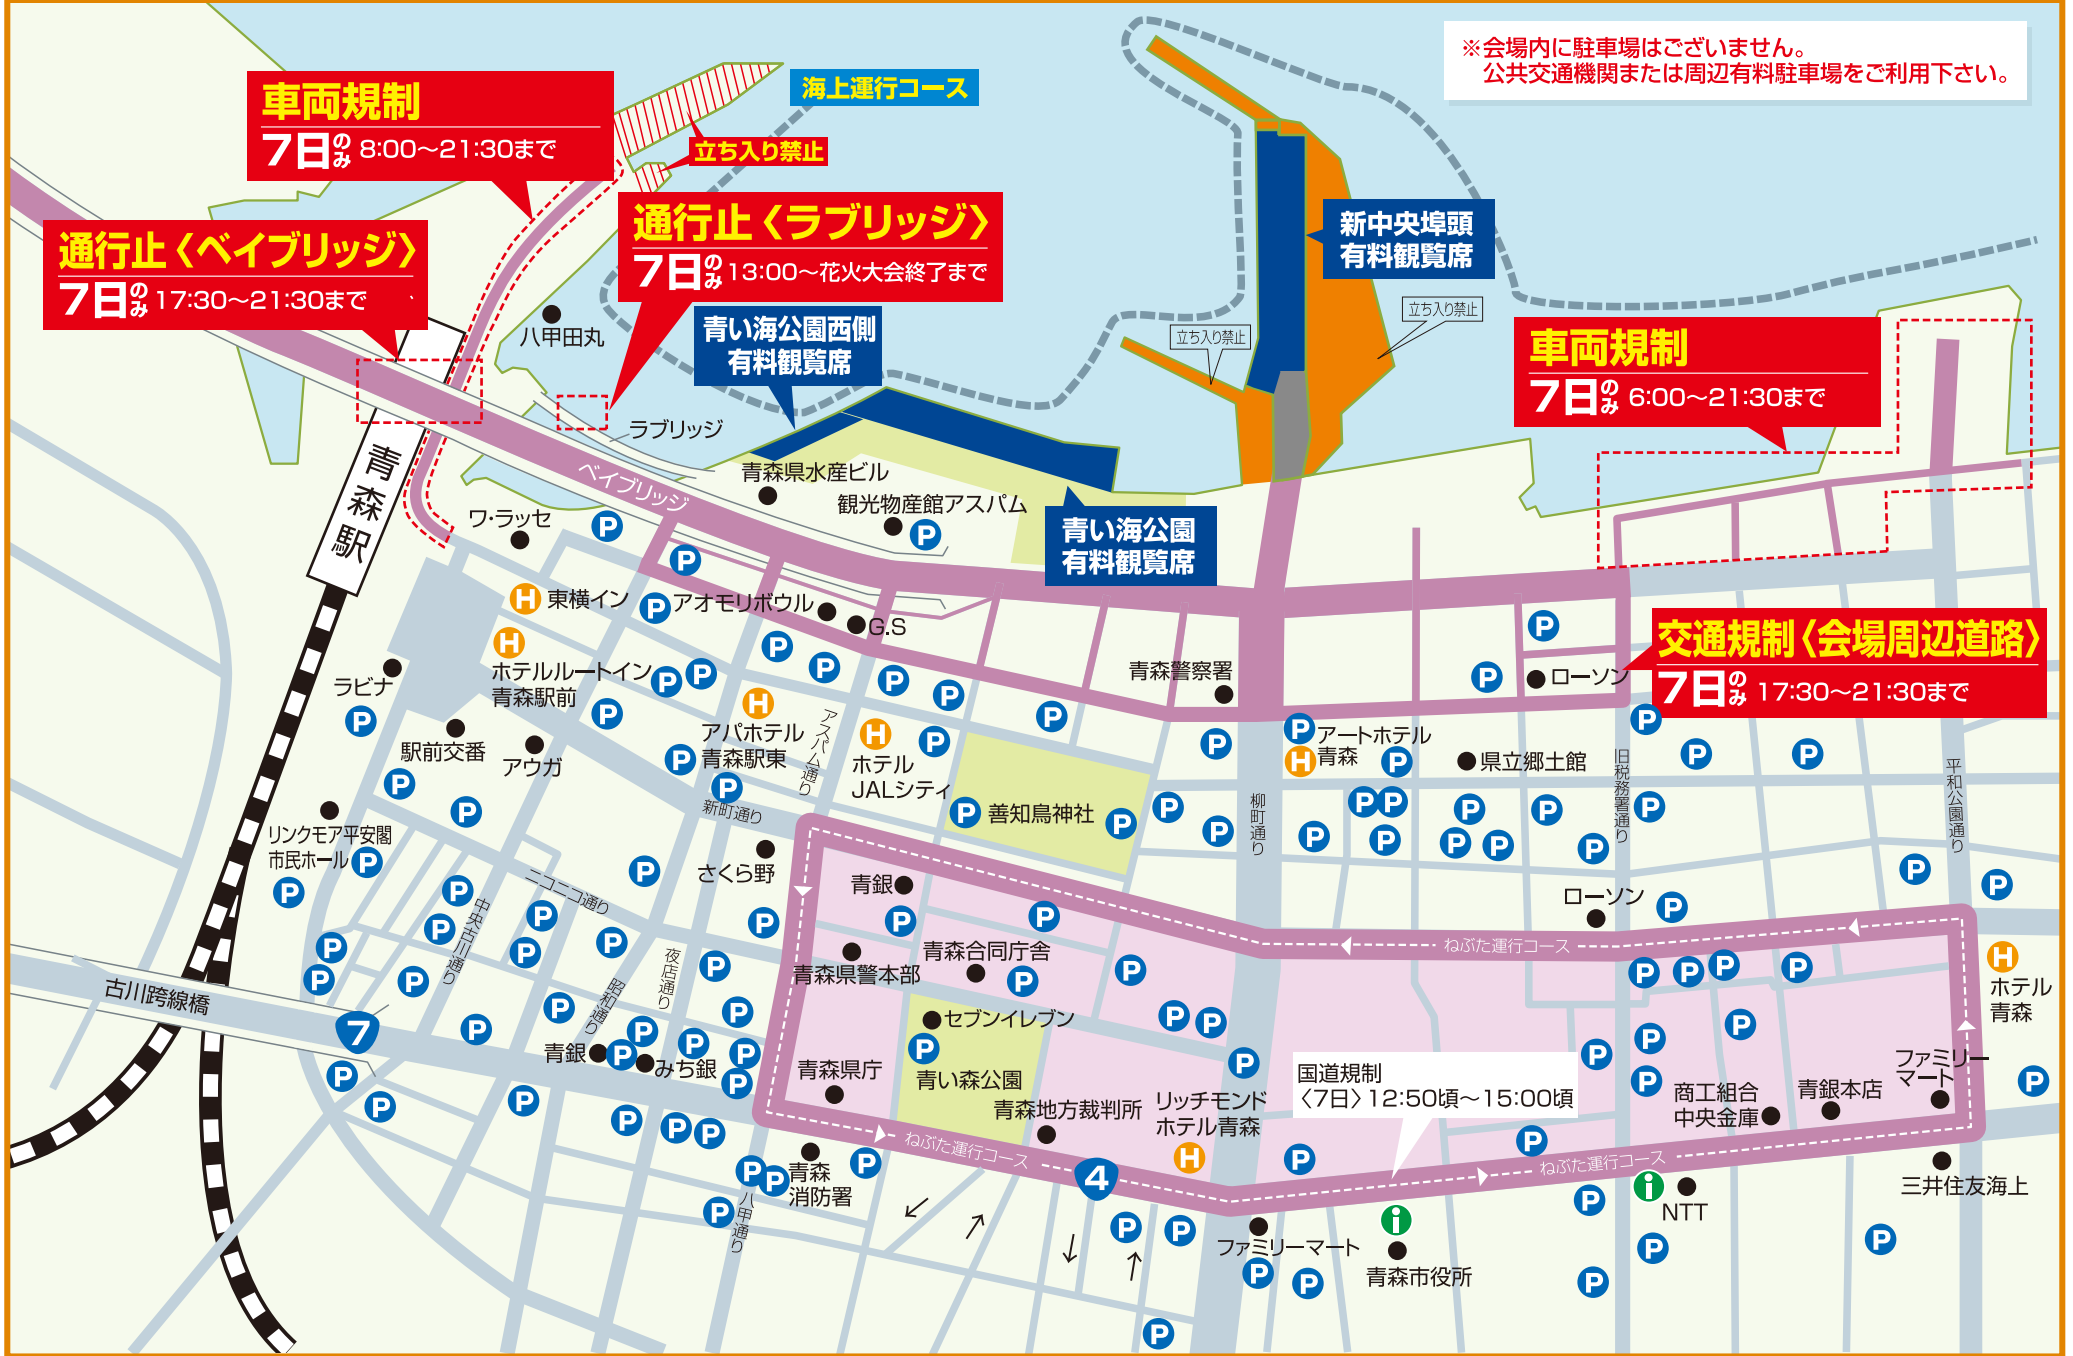 ※会場内に駐車場はございません。
公共交通機関または周辺有料駐車場をご利用下さい。
海上運行コース
車両規制
7日のみ 8:00～21:30まで
立ち入り禁止
通行止〈ラブリッジ〉
7日のみ 13:00～花火大会終了まで
通行止〈ベイブリッジ〉
7日のみ 17:30～21:30まで
新中央埠頭
有料観覧席
立ち入り禁止
立ち入り禁止
八甲田丸
青い海公園西側
有料観覧席
車両規制
7日のみ 6:00～21:30まで
ラブリッジ
ベイブリッジ
青森駅
青森県水産ビル
観光物産館アスパム
P
ワ・ラッセ
P
青い海公園
有料観覧席
P
H 東横イン
P
アオモリボウル
G.S
H
ホテルルートイン
青森駅前
交通規制〈会場周辺道路〉
7日のみ 17:30～21:30まで
青森警察署
ローソン
ラビナ
駅前交番
アウガ
H
アパホテル
青森駅東
アスパム通り
H
ホテル
JALシティ
P
アートホテル
H
青森
P
県立郷土館
旧税務署通り
平和公園通り
柳町通り
新町通り
P
善知鳥神社
P
リンクモア平安閣
市民ホール
P
さくら野
ニコニコ通り
中央古川通り
夜店通り
昭和通り
青銀
P
ローソン
ねぶた運行コース
青森県警本部
青森合同庁舎
P
H
ホテル
青森
古川跨線橋
7
セブンイレブン
青銀
P
みち銀
青森県庁
青い森公園
青森地方裁判所
リッチモンド
ホテル青森
H
国道規制
〈7日〉12:50頃～15:00頃
商工組合
中央金庫
青銀本店
ファミリー
マート
ねぶた運行コース
4
ねぶた運行コース
青森
消防署
八甲通り
i
NTT
三井住友海上
ファミリーマート
i
青森市役所
P